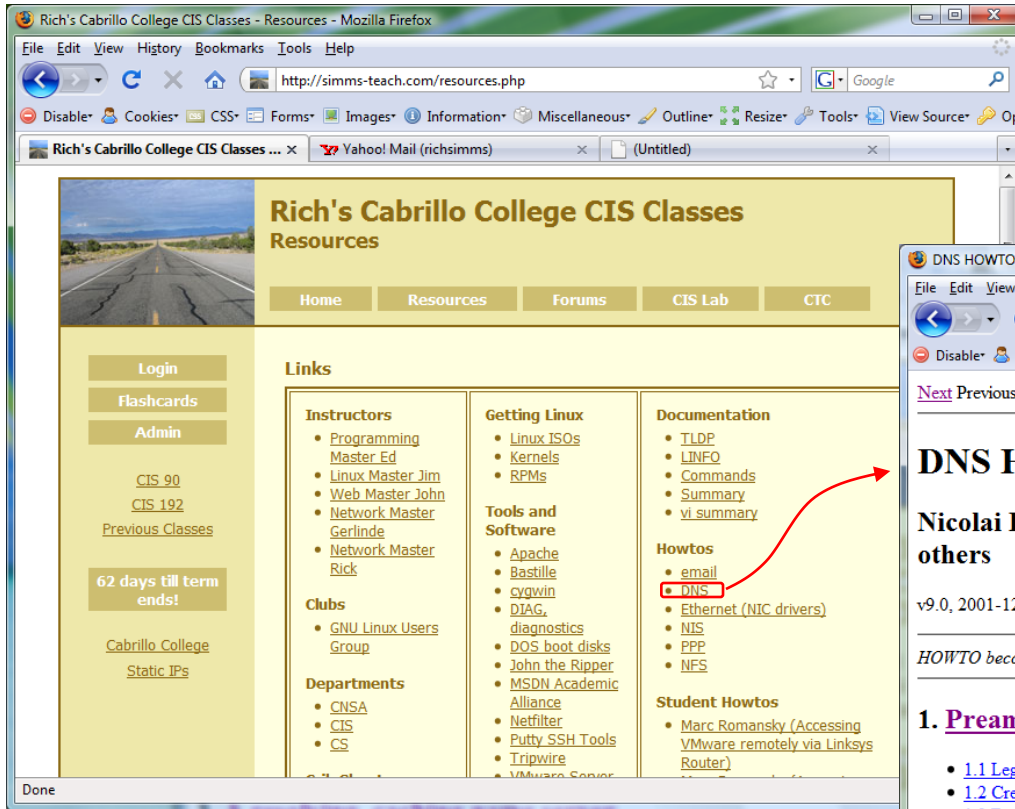 Rich's Cabrillo College CIS Classes - Resources - Mozilla Firefox
File Edit View History Bookmarks Tools Help
http://simms-teach.com/resources.php
G Google
Disable Cookies CSS Forms Images Information Miscellaneous Outline Resize Tools View Source
Rich's Cabrillo College CIS Classes ... Yahoo! Mail (richsimms) (Untitled)
Rich's Cabrillo College CIS Classes
Resources
Home Resources Forums CIS Lab CTC
Login
Flashcards
Admin
CIS 90
CIS 192
Previous Classes
62 days till term
ends!
Cabrillo College
Static IPs
Links
Instructors
Programming
Master Ed
Linux Master Jim
Web Master John
Network Master
Gerlinde
Network Master
Rick
Clubs
GNU Linux Users
Group
Departments
CNSA
CIS
CS
Getting Linux
Linux ISOs
Kernels
RPMs
Tools and
Software
Apache
Bastille
cygwin
DIAG,
diagnostics
DOS boot disks
John the Ripper
MSDN Academic
Alliance
Netfilter
Putty SSH Tools
Tripwire
VMware Server
Documentation
TLDP
LINFO
Commands
Summary
vi summary
Howtos
email
DNS
Ethernet (NIC drivers)
NIS
PPP
NFS
Student Howtos
Marc Romansky (Accessing
VMware remotely via Linksys
Router)
Done
DNS HOWTO
File Edit View
Disable
Next Previous
DNS H
Nicolai
others
v9.0, 2001-12
HOWTO beco
1. Pream
1.1 Leg
1.2 Cre